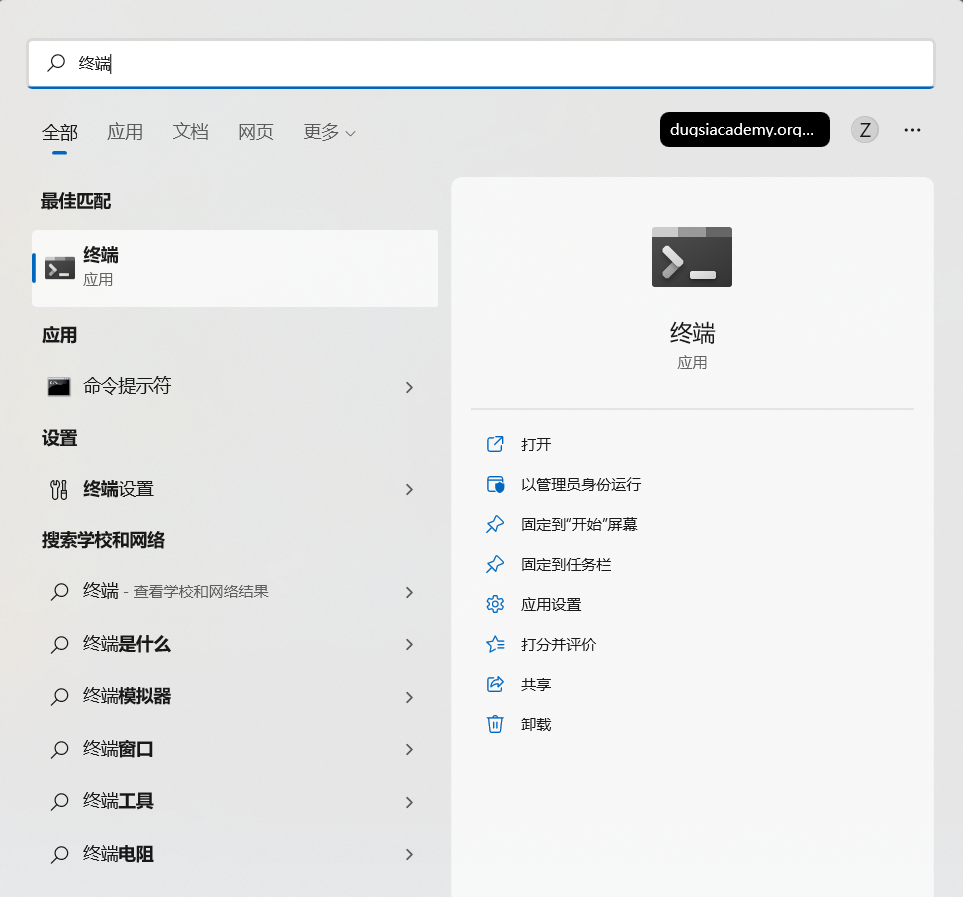 终端
全部 应用 文档 网页 更多
duqsiacademy.org...
Z
最佳匹配
终端
应用
应用
命令提示符
设置
终端设置
搜索学校和网络
终端 - 查看学校和网络结果
终端是什么
终端模拟器
终端窗口
终端工具
终端电阻
终端
应用
打开
以管理员身份运行
固定到“开始”屏幕
固定到任务栏
应用设置
打分并评价
共享
卸载